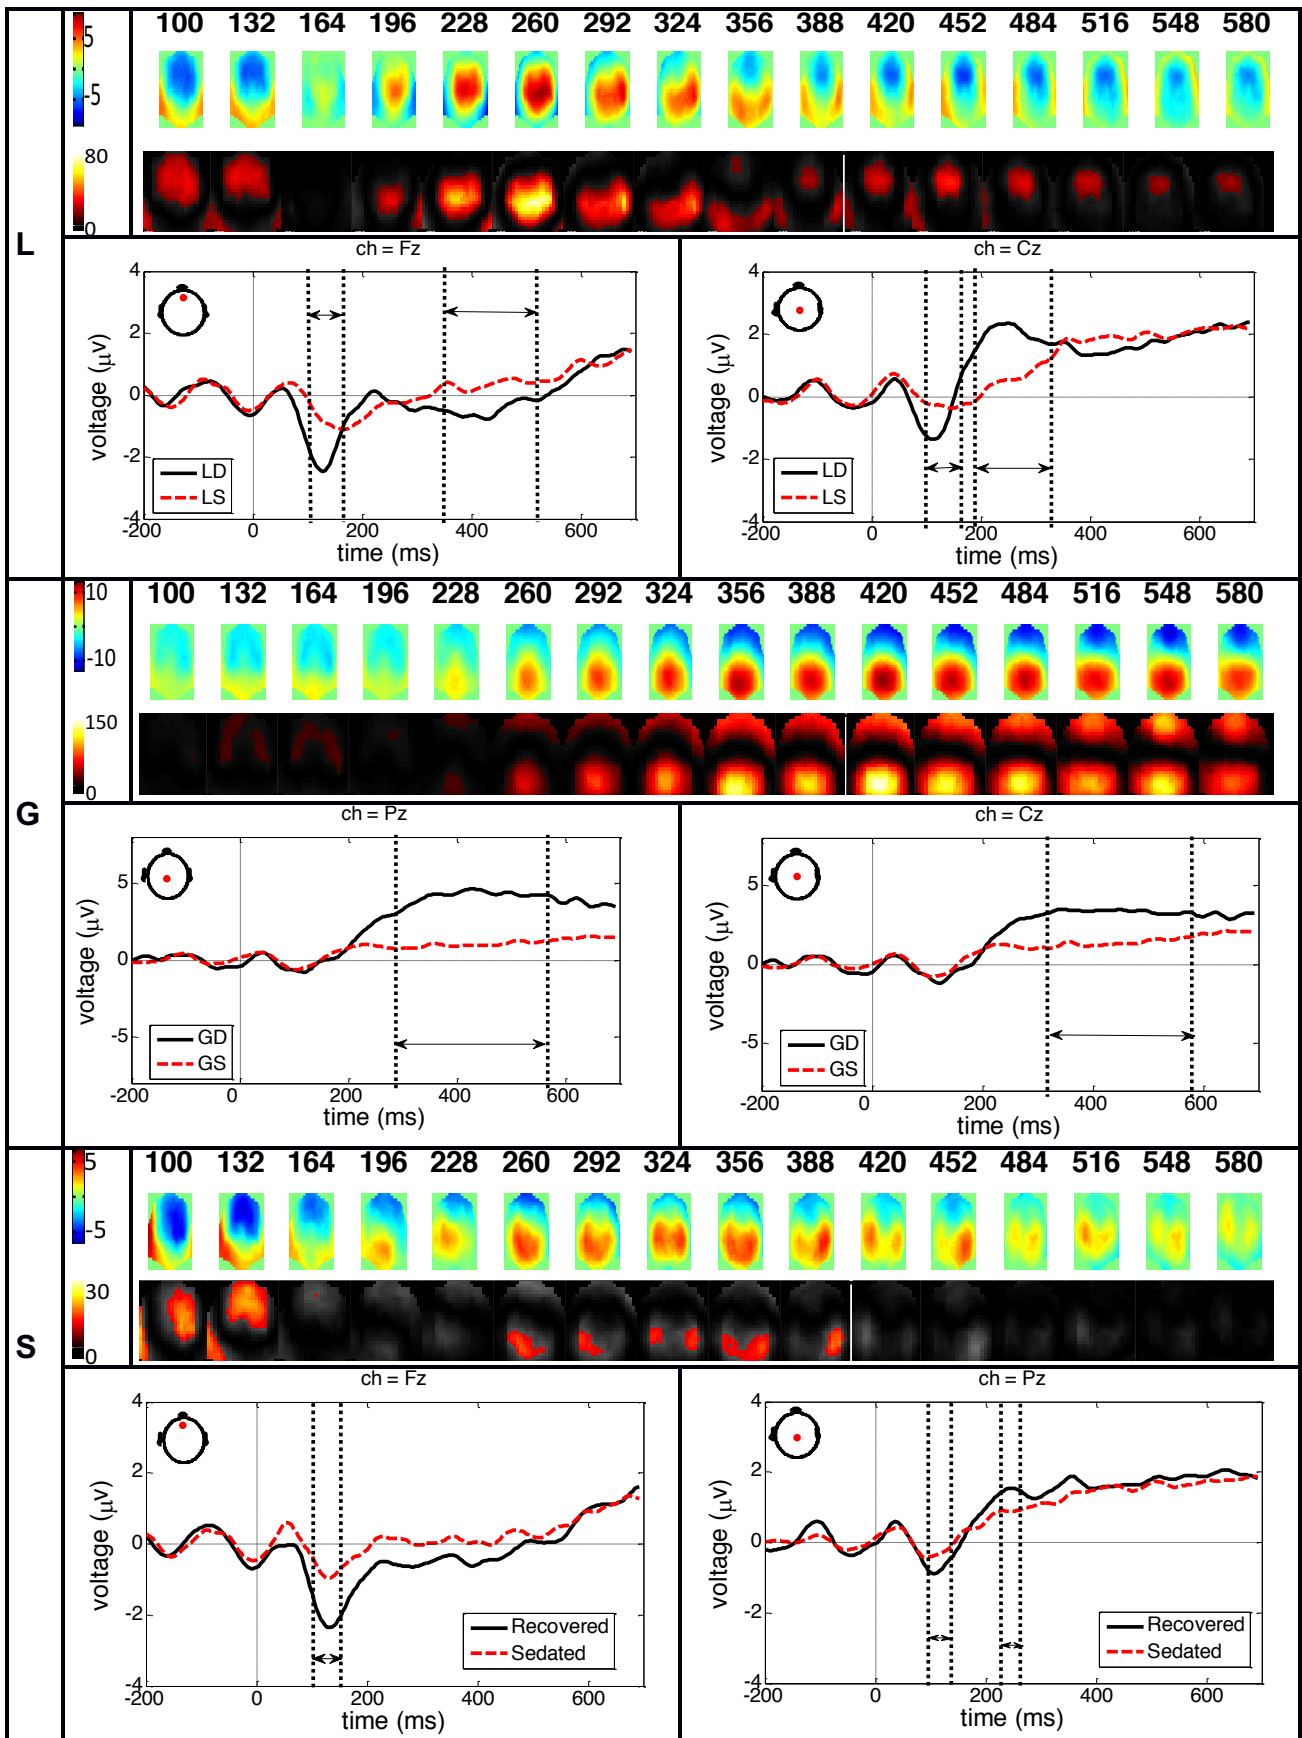 L
100 132 164 196 228 260 292 324 356 388 420 452 484 516 548 580
5
-5
80
0
ch = Fz
4
2
0
-2
-4
voltage (μv)
LD
LS
-200 0 200 400 600
time (ms)
ch = Cz
4
2
0
-2
-4
voltage (μv)
LD
LS
-200 0 200 400 600
time (ms)
G
100 132 164 196 228 260 292 324 356 388 420 452 484 516 548 580
10
-10
150
0
ch = Pz
5
0
-5
voltage (μv)
GD
GS
-200 0 200 400 600
time (ms)
ch = Cz
5
0
-5
voltage (μv)
GD
GS
-200 0 200 400 600
time (ms)
S
100 132 164 196 228 260 292 324 356 388 420 452 484 516 548 580
5
-5
30
0
ch = Fz
4
2
0
-2
-4
voltage (μv)
Recovered
Sedated
-200 0 200 400 600
time (ms)
ch = Pz
4
2
0
-2
-4
voltage (μv)
Recovered
Sedated
-200 0 200 400 600
time (ms)